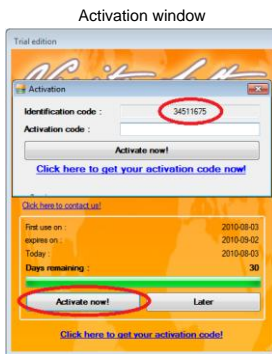 Activation window
Trial edition
Activation
Identification code :
34511675
Activation code :
Activate now!
Click here to get your activation code now!
Click here to contact us!
First use on :
2010-08-03
expires on :
2010-09-02
Today :
2010-08-03
Days remaining :
30
Activate now!
Later
Click here to get your activation code!